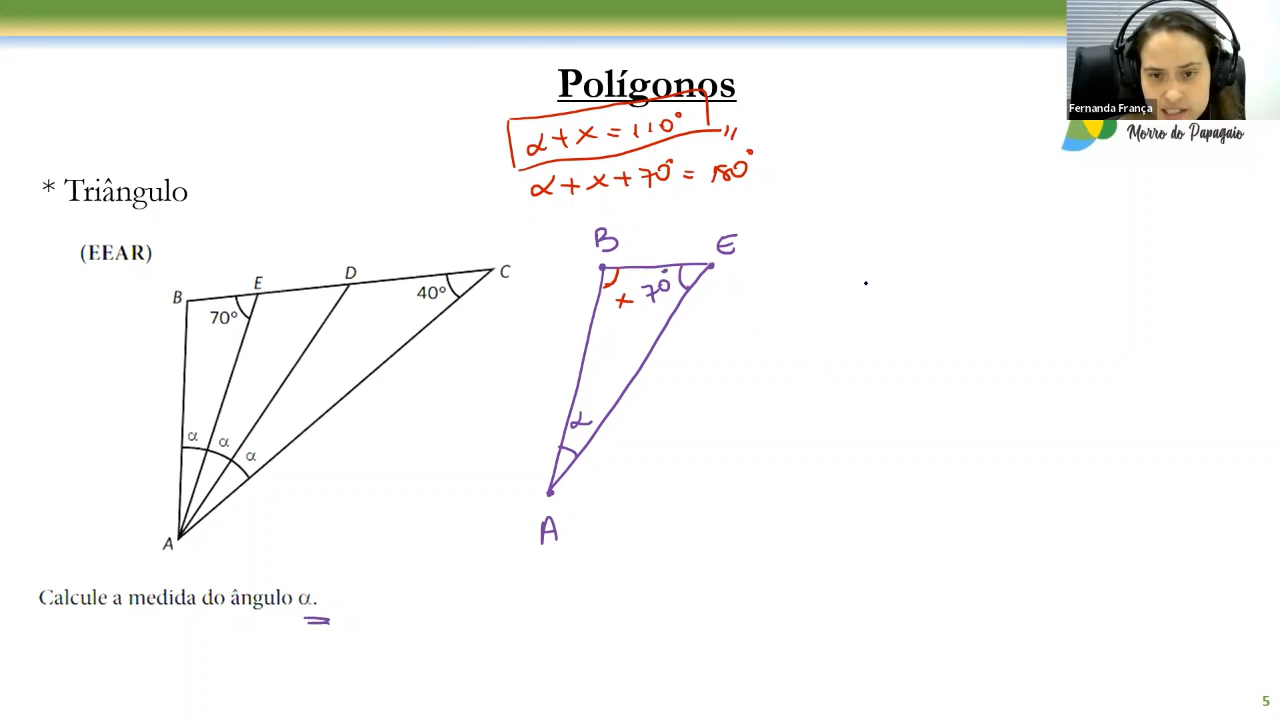 Polígonos
Fernanda França
Morro do Papagaio
α + x = 110° "
α + x + 70° = 180°
* Triângulo
(EEAR)
B E D C
70° 40°
α α α
A
B E
x 70°
α
A
Calcule a medida do ângulo α.
5